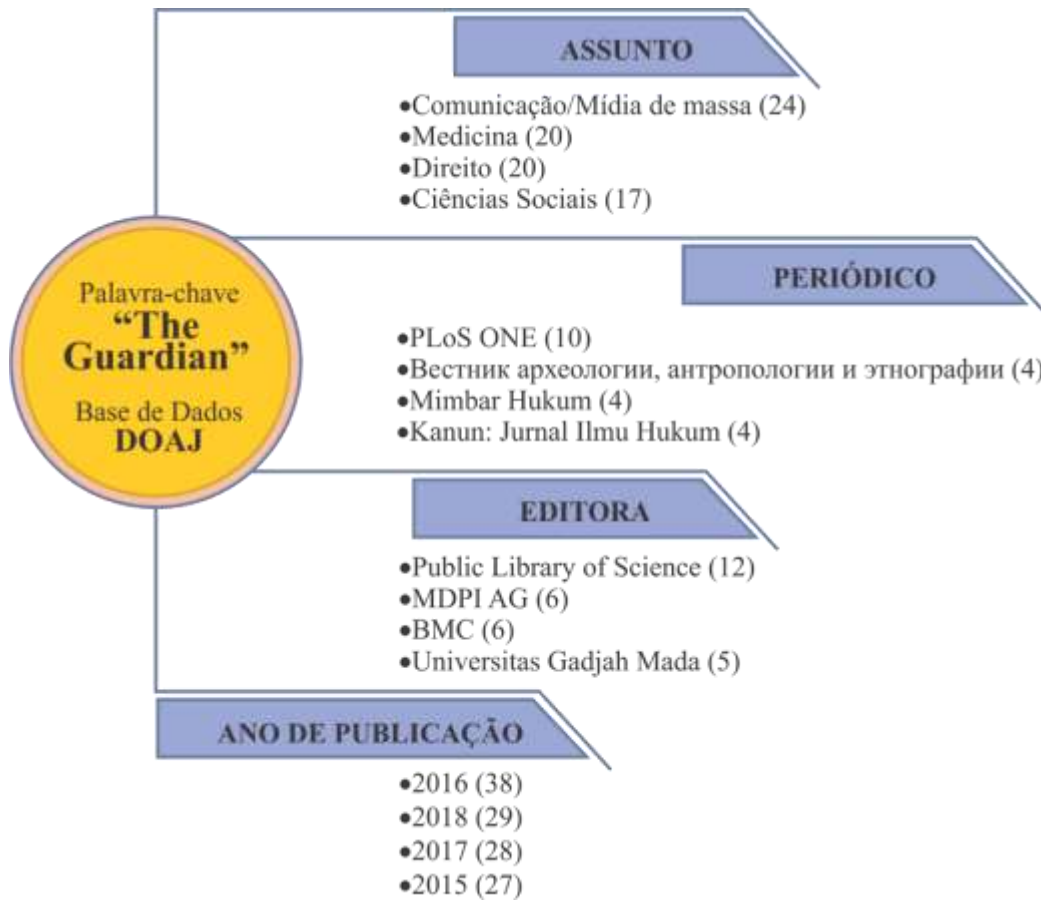 ASSUNTO
•Comunicação/Mídia de massa (24)
•Medicina (20)
•Direito (20)
•Ciências Sociais (17)
Palavra-chave
“The
Guardian”
Base de Dados
DOAJ
PERIÓDICO
•PLoS ONE (10)
•Вестник археологии, антропологии и этнографии (4)
•Mimbar Hukum (4)
•Kanun: Jurnal Ilmu Hukum (4)
EDITORA
•Public Library of Science (12)
•MDPI AG (6)
•BMC (6)
•Universitas Gadjah Mada (5)
ANO DE PUBLICAÇÃO
•2016 (38)
•2018 (29)
•2017 (28)
•2015 (27)